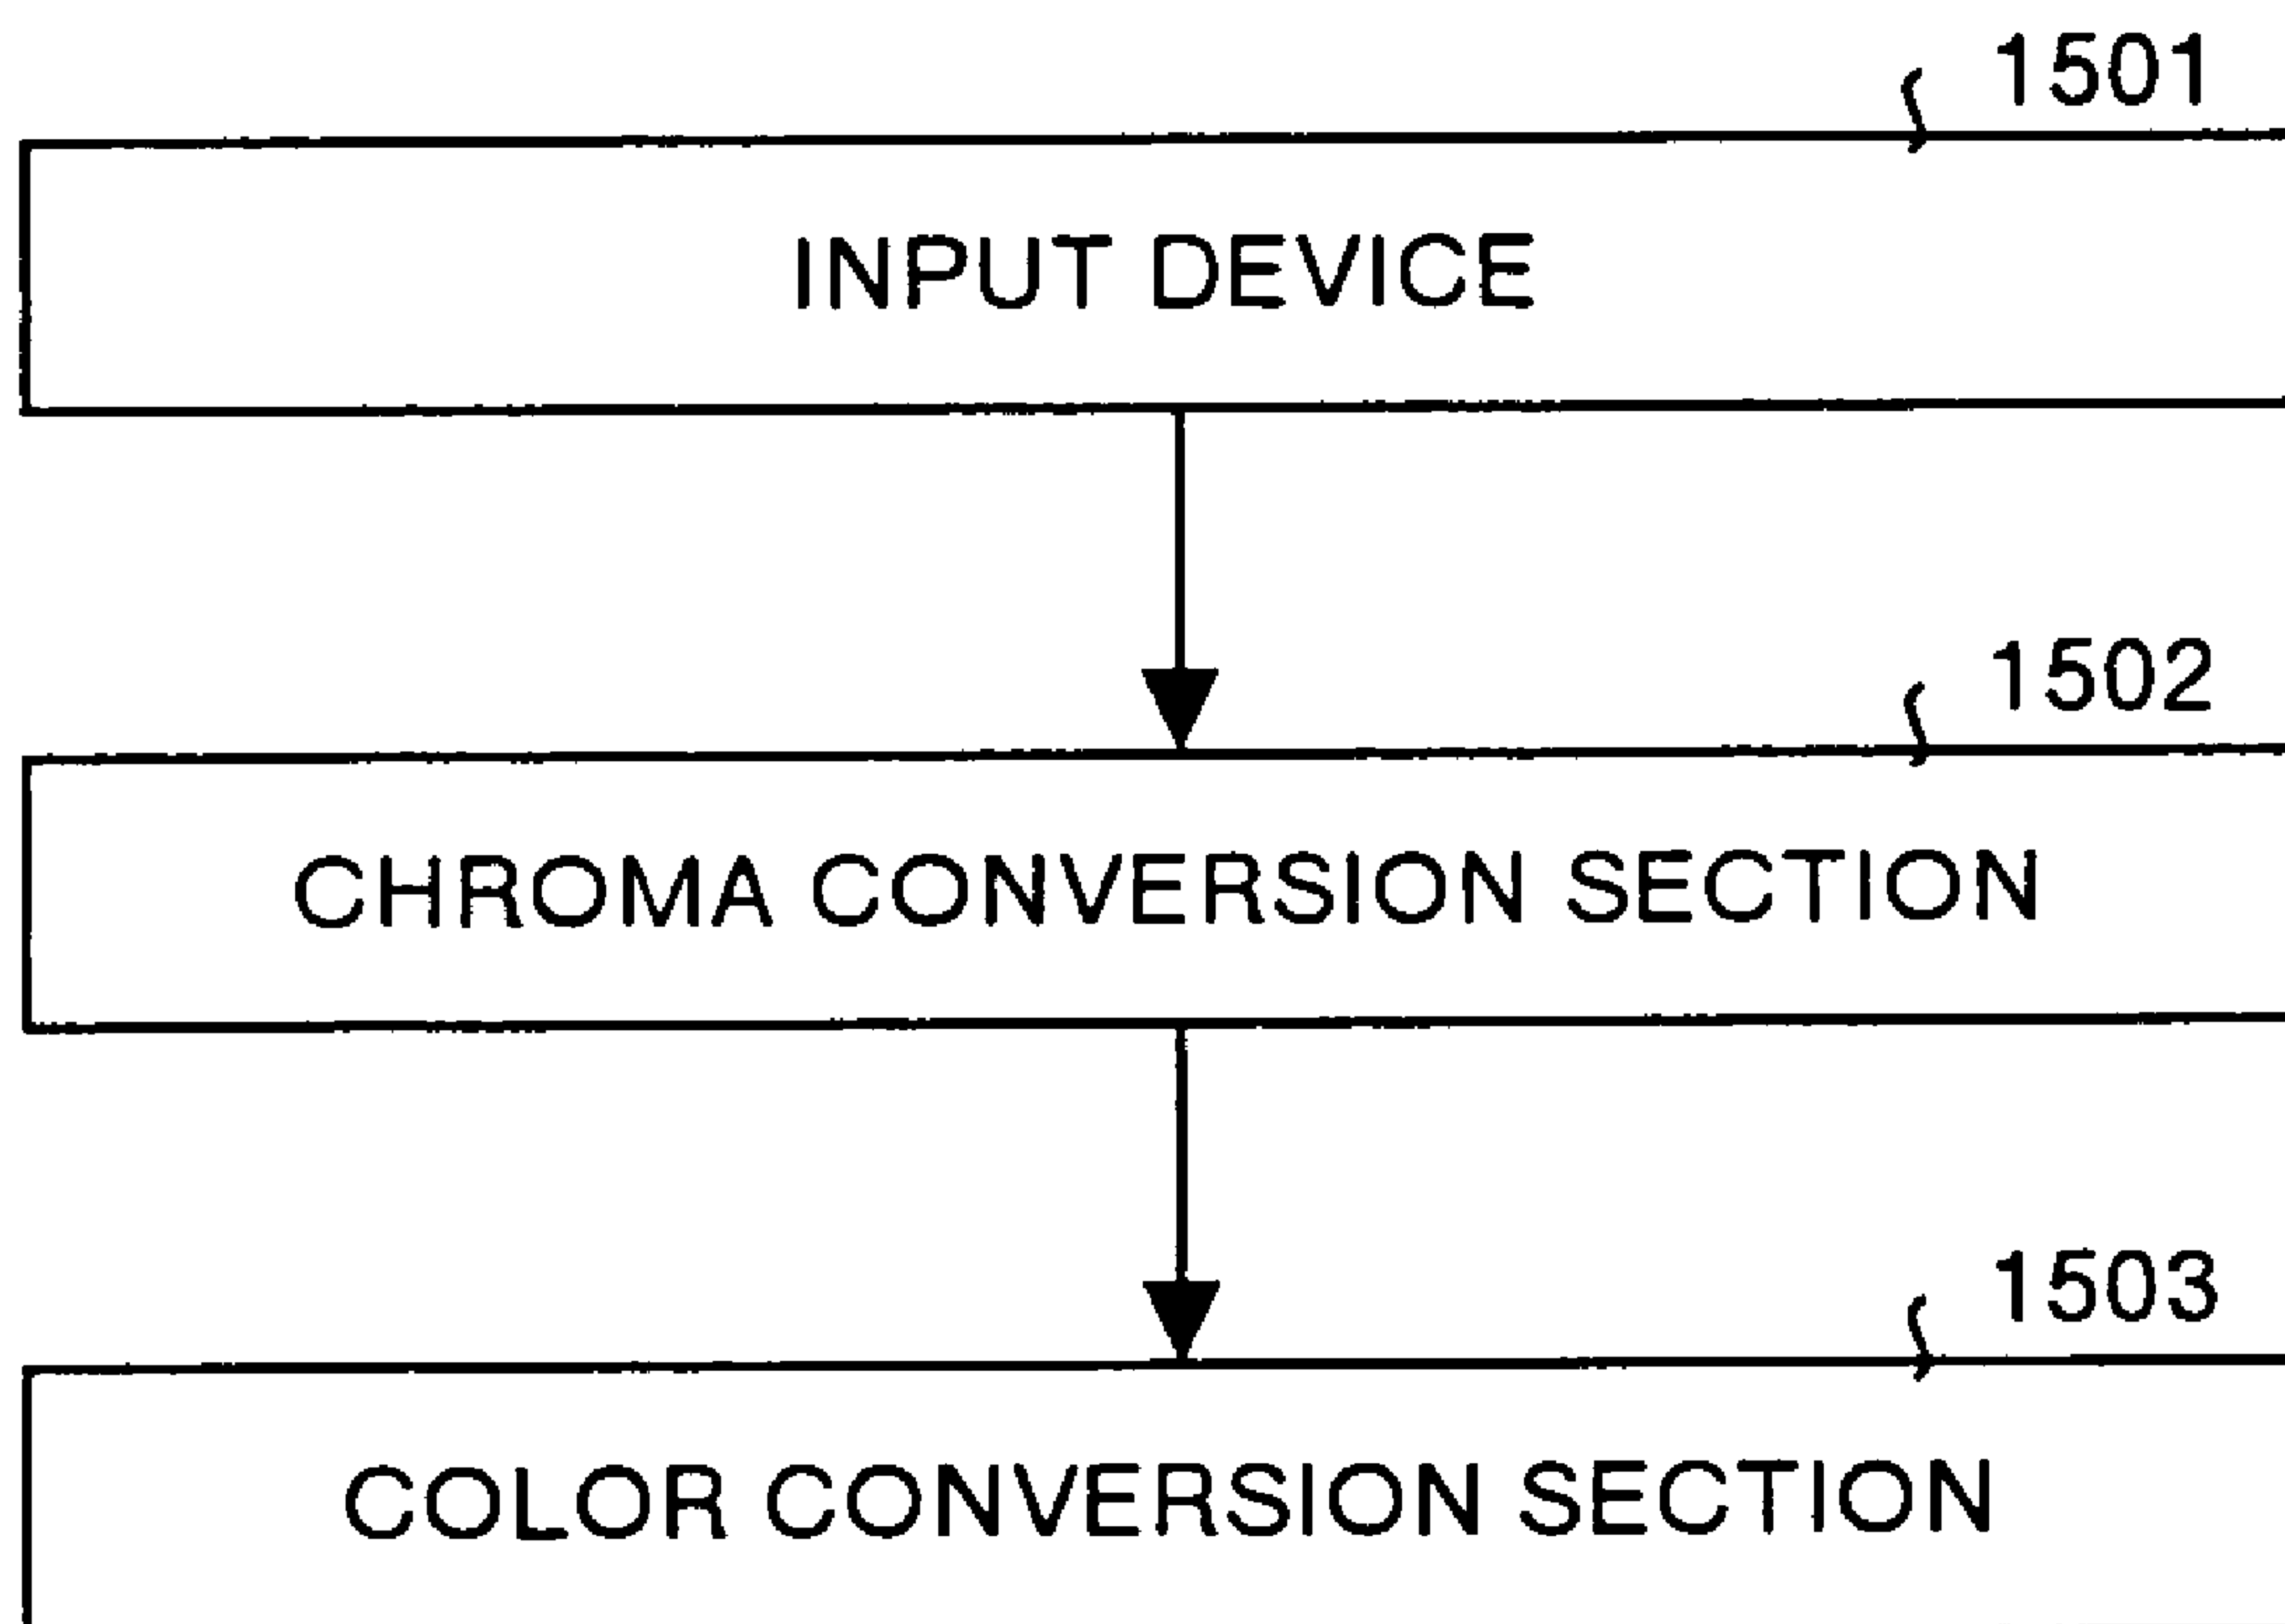 1501
INPUT DEVICE
1502
CHROMA CONVERSION SECTION
1503
COLOR CONVERSION SECTION